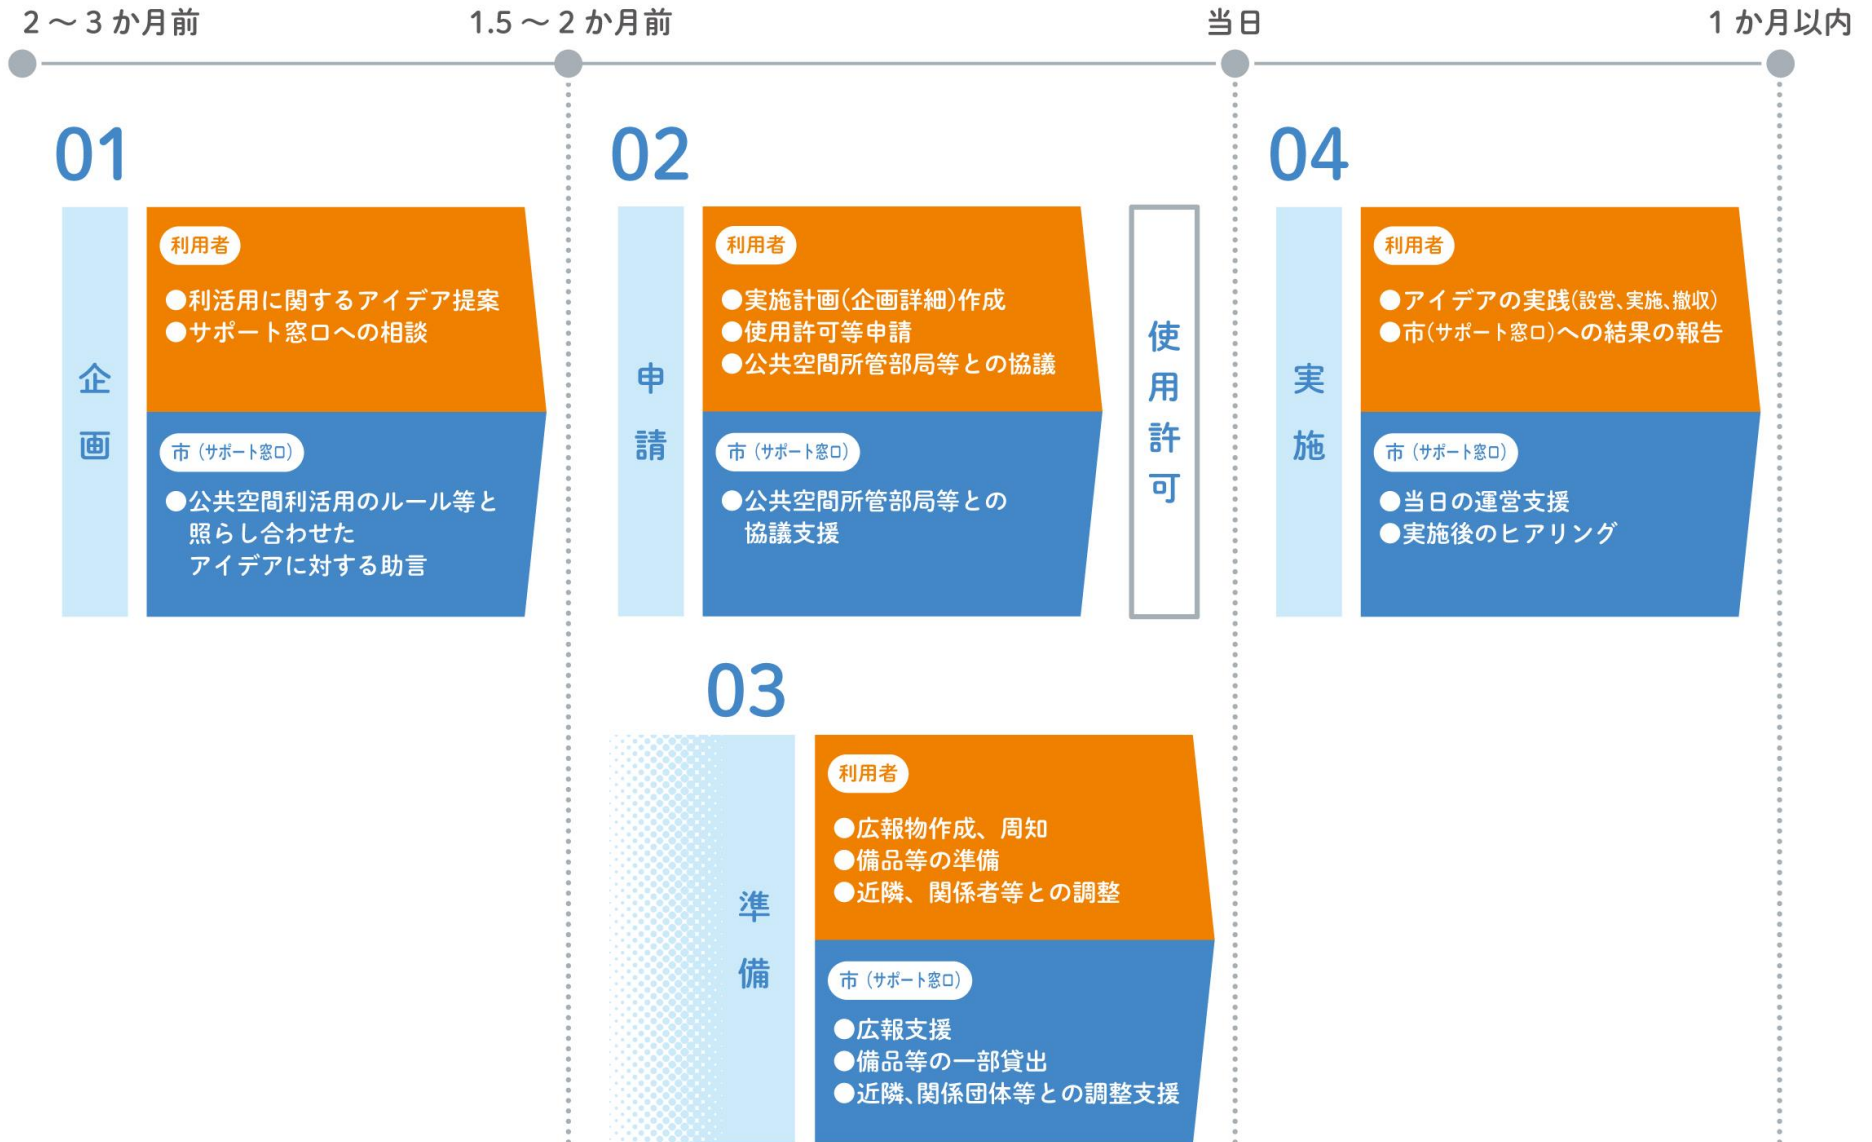 2～3か月前
1.5～2か月前
当日
1か月以内
01
企画
利用者
●利活用に関するアイデア提案
●サポート窓口への相談
市（サポート窓口）
●公共空間利活用のルール等と
照らし合わせた
アイデアに対する助言
02
申請
利用者
●実施計画(企画詳細)作成
●使用許可等申請
●公共空間所管部局等との協議
市（サポート窓口）
●公共空間所管部局等との
協議支援
使用許可
04
実施
利用者
●アイデアの実践(設営、実施、撤収)
●市(サポート窓口)への結果の報告
市（サポート窓口）
●当日の運営支援
●実施後のヒアリング
03
準備
利用者
●広報物作成、周知
●備品等の準備
●近隣、関係者等との調整
市（サポート窓口）
●広報支援
●備品等の一部貸出
●近隣、関係団体等との調整支援